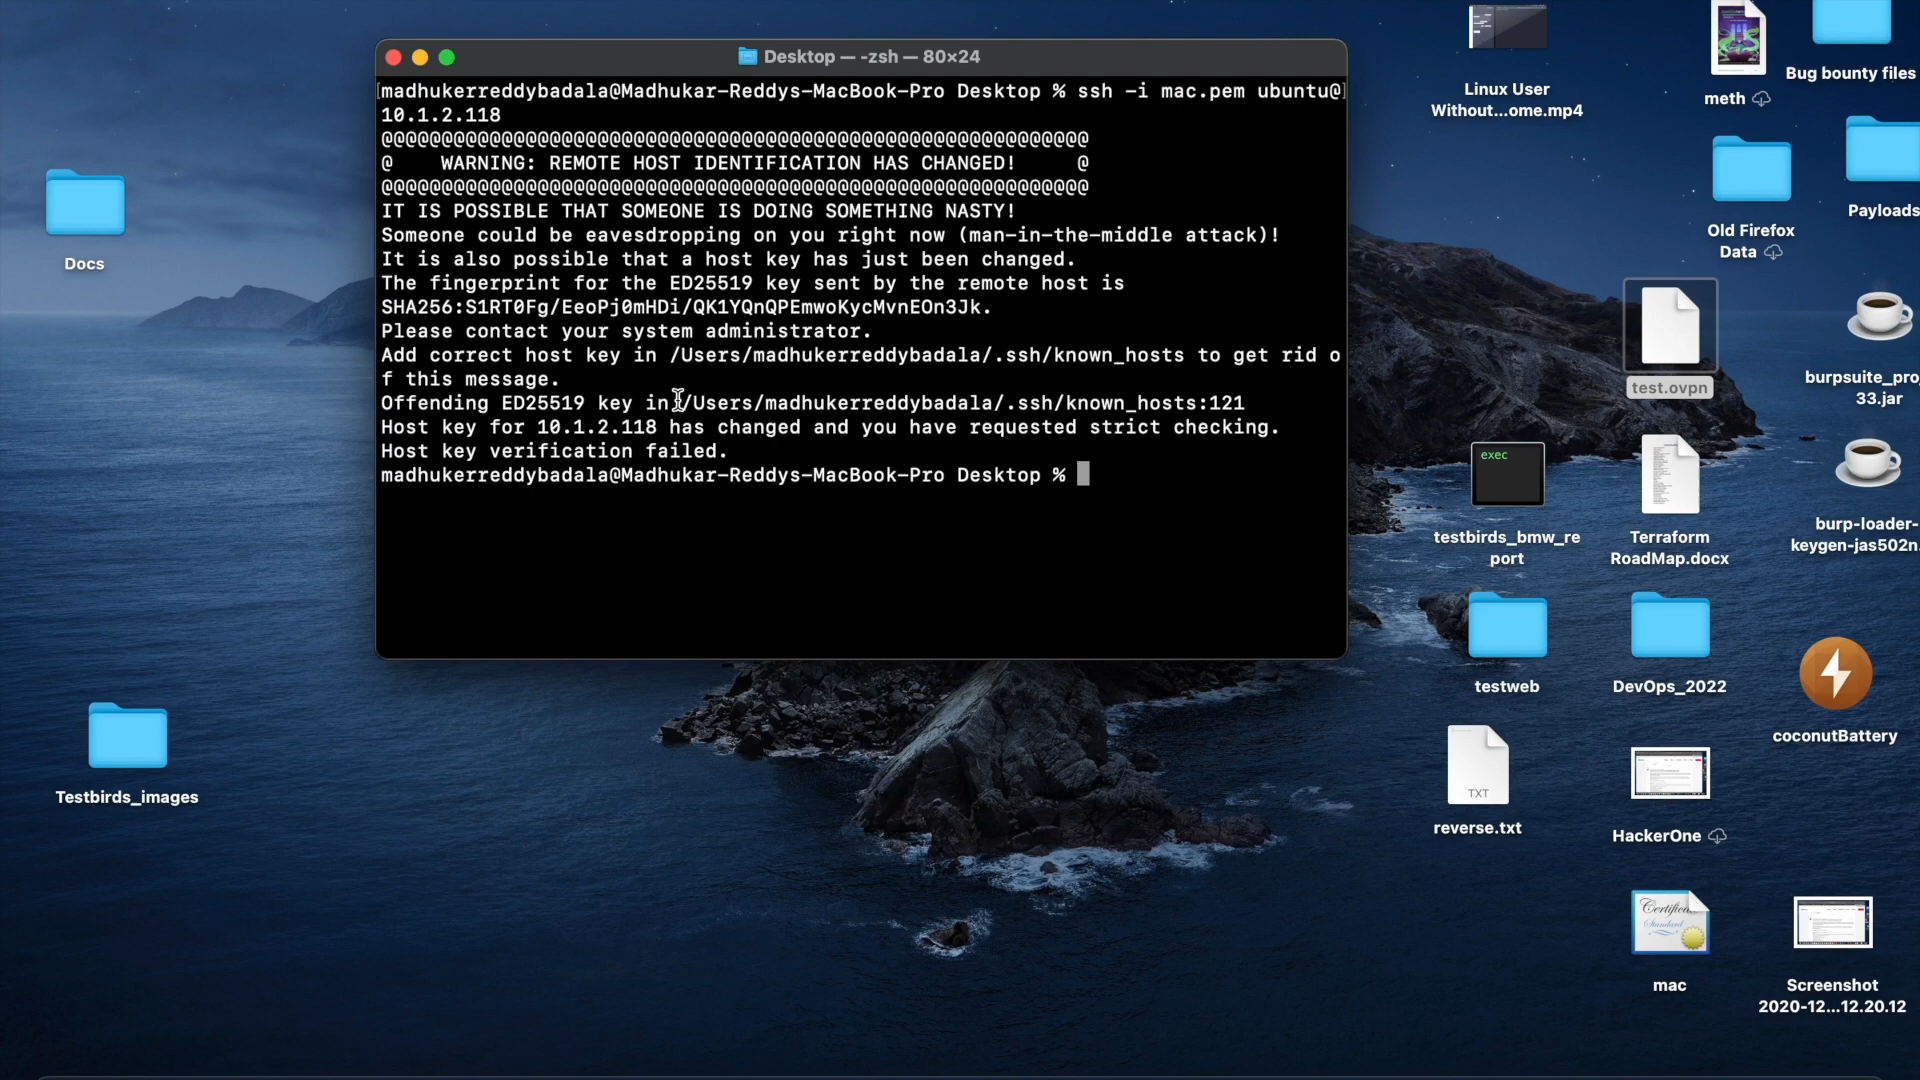 Desktop — -zsh — 80×24
madhukerreddybadala@Madhukar-Reddys-MacBook-Pro Desktop % ssh -i mac.pem ubuntu@
10.1.2.118
@@@@@@@@@@@@@@@@@@@@@@@@@@@@@@@@@@@@@@@@@@@@@@@@@@@@@@@@@@@
@    WARNING: REMOTE HOST IDENTIFICATION HAS CHANGED!     @
@@@@@@@@@@@@@@@@@@@@@@@@@@@@@@@@@@@@@@@@@@@@@@@@@@@@@@@@@@@
IT IS POSSIBLE THAT SOMEONE IS DOING SOMETHING NASTY!
Someone could be eavesdropping on you right now (man-in-the-middle attack)!
It is also possible that a host key has just been changed.
The fingerprint for the ED25519 key sent by the remote host is
SHA256:S1RT0Fg/EeoPj0mHDi/QK1YQnQPEmwoKycMvnEOn3Jk.
Please contact your system administrator.
Add correct host key in /Users/madhukerreddybadala/.ssh/known_hosts to get rid o
f this message.
Offending ED25519 key in /Users/madhukerreddybadala/.ssh/known_hosts:121
Host key for 10.1.2.118 has changed and you have requested strict checking.
Host key verification failed.
madhukerreddybadala@Madhukar-Reddys-MacBook-Pro Desktop %
Docs
Testbirds_images
Linux User
Without...ome.mp4
meth
Bug bounty files
Old Firefox
Data
Payloads
test.ovpn
burpsuite_pro
33.jar
exec
testbirds_bmw_re
port
Terraform
RoadMap.docx
burp-loader-
keygen-jas502n.
testweb
DevOps_2022
coconutBattery
TXT
reverse.txt
HackerOne
Certificate
Standard
mac
Screenshot
2020-12...12.20.12